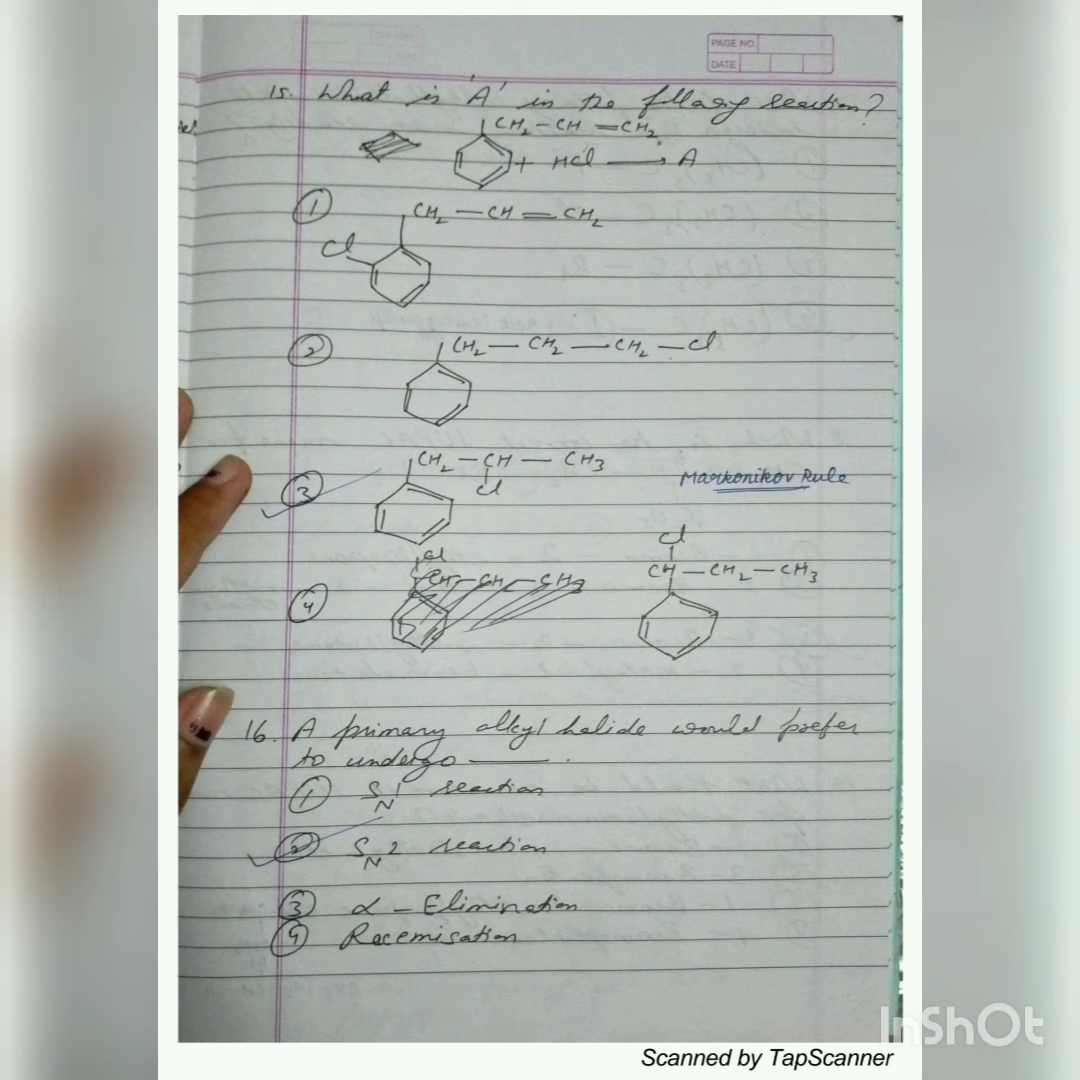 PAGE NO.
DATE
15. What is 'A' in the following reaction?
CH₂ — CH = CH₂
+ HCl → A
① CH₂ — CH = CH₂
Cl
② CH₂ — CH₂ — CH₂ — Cl
③ CH₂ — CH — CH₃
Cl
Markonikov Rule
④
Cl
CH — CH₂ — CH₃
16. A primary alkyl halide would prefer
to undergo ———.
① SN1 reaction
② SN2 reaction
③ α – Elimination
④ Racemisation
InShOt
Scanned by TapScanner